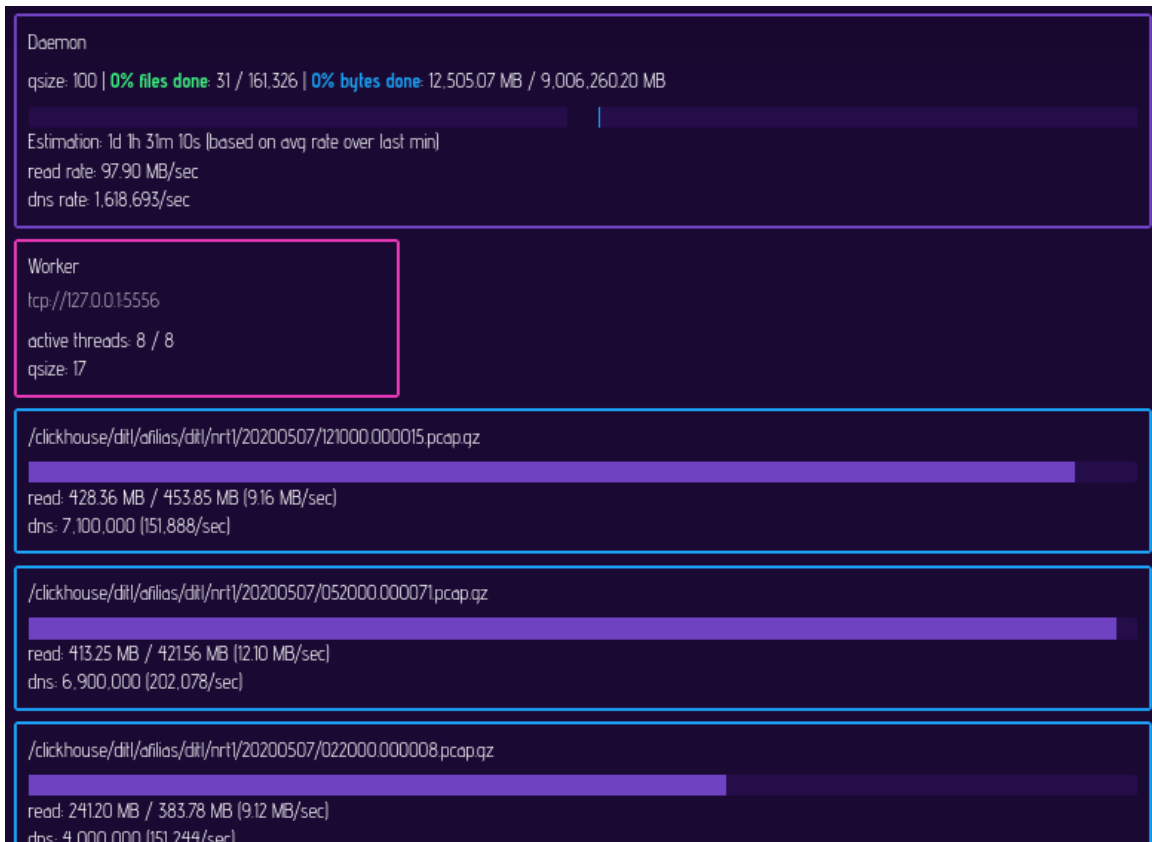 Daemon
qsize: 100 | 0% files done: 31 / 161,326 | 0% bytes done: 12,505.07 MB / 9,006,260.20 MB
Estimation: 1d 1h 31m 10s (based on avg rate over last min)
read rate: 97.90 MB/sec
dns rate: 1,618,693/sec
Worker
tcp://127.0.0.1:5556
active threads: 8 / 8
qsize: 17
/clickhouse/ditl/afilias/ditl/nrt1/20200507/121000.000015.pcap.gz
read: 428.36 MB / 453.85 MB (9.16 MB/sec)
dns: 7,100,000 (151,888/sec)
/clickhouse/ditl/afilias/ditl/nrt1/20200507/052000.000071.pcap.gz
read: 413.25 MB / 421.56 MB (12.10 MB/sec)
dns: 6,900,000 (202,078/sec)
/clickhouse/ditl/afilias/ditl/nrt1/20200507/022000.000008.pcap.gz
read: 241.20 MB / 383.78 MB (9.12 MB/sec)
dns: 4,000,000 (151,244/sec)